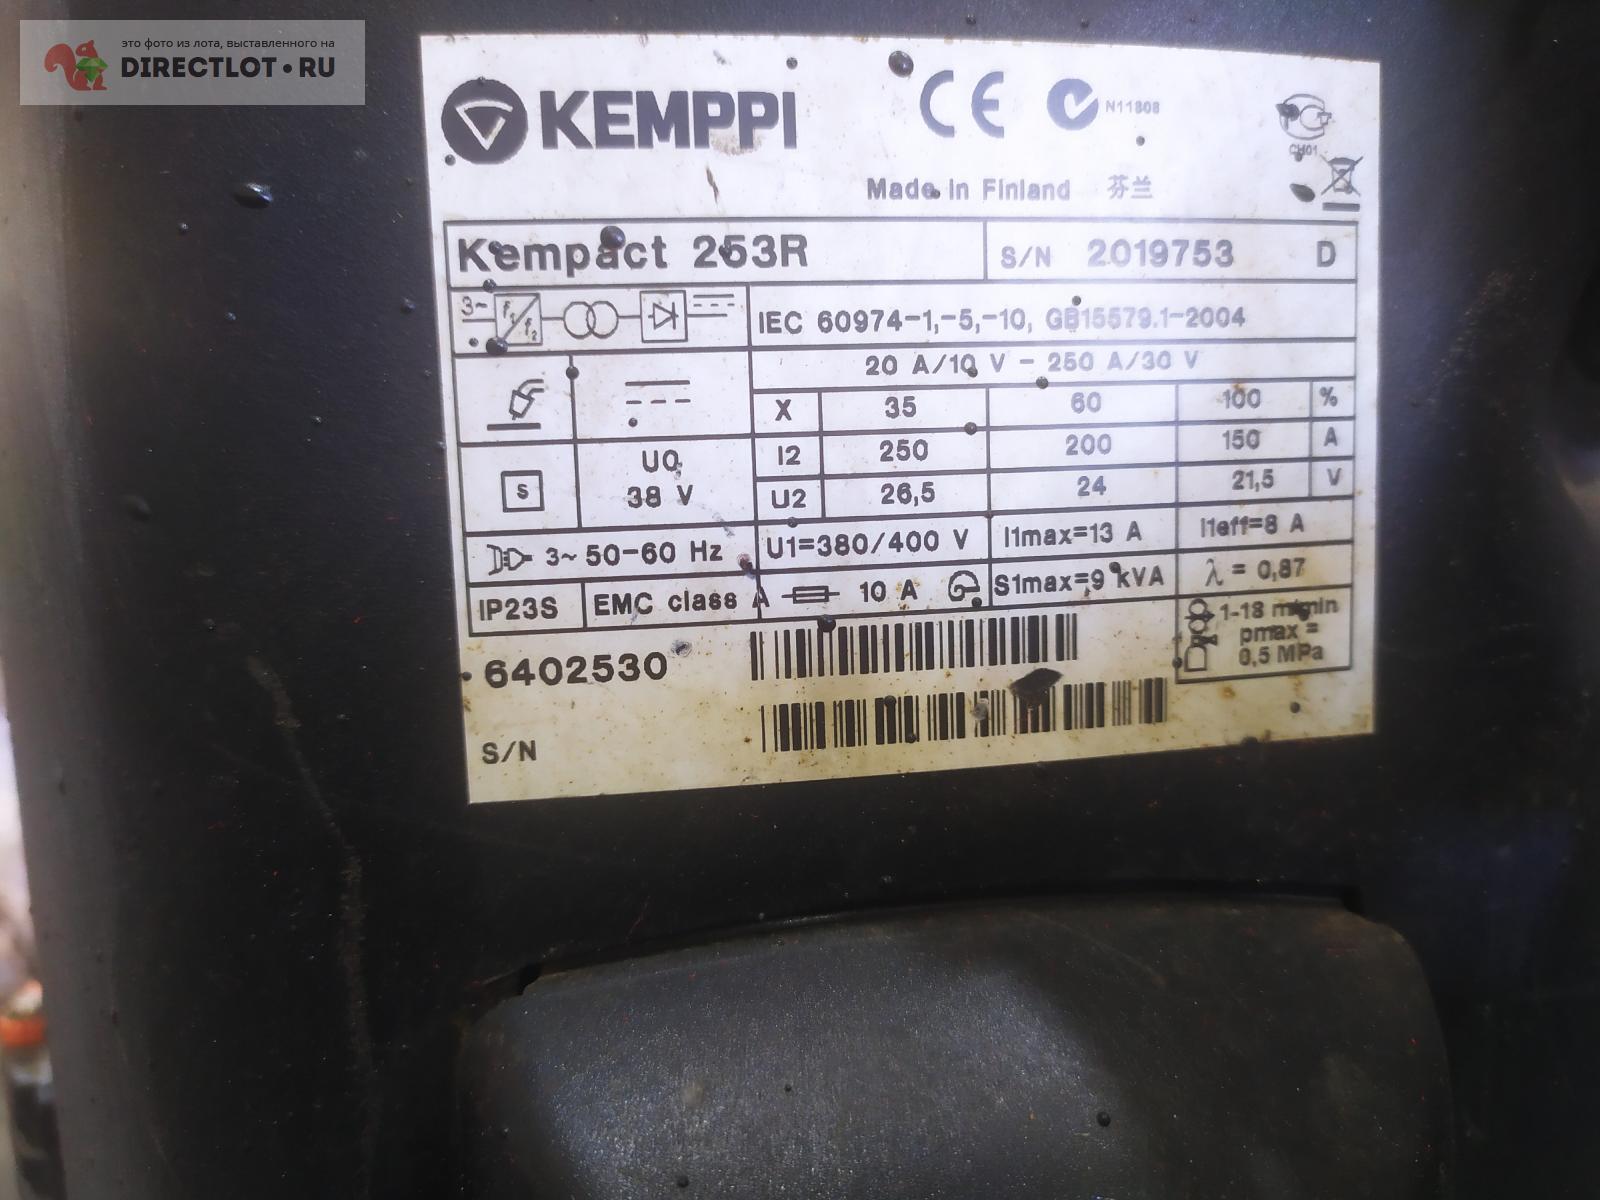 это фото из лота, выставленного на
DIRECTLOT•RU
KEMPPI
CE N11808
CH01
Made in Finland 芬兰
Kempact 253R S/N 2019753 D
3~ f1 f2 IEC 60974-1,-5,-10, GB15579.1-2004
20 A/10 V - 250 A/30 V
X 35 60 100 %
I2 250 200 150 A
U0 38 V
S U2 26,5 24 21,5 V
3~ 50-60 Hz U1=380/400 V I1max=13 A I1eff=8 A
IP23S EMC class A 10 A S1max=9 kVA λ = 0,87
1-18 m/min
pmax =
0,5 MPa
6402530
S/N